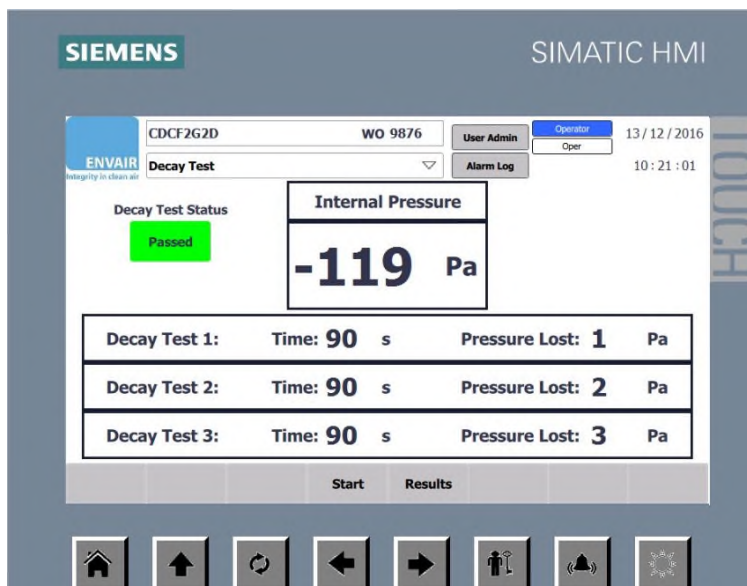 SIEMENS
SIMATIC HMI
TOUCH
ENVAIR
Integrity in clean air
CDCF2G2D WO 9876
Decay Test
User Admin
Alarm Log
Operator
Oper
13/12/2016
10:21:01
Decay Test Status
Passed
Internal Pressure
-119 Pa
Decay Test 1: Time: 90 s Pressure Lost: 1 Pa
Decay Test 2: Time: 90 s Pressure Lost: 2 Pa
Decay Test 3: Time: 90 s Pressure Lost: 3 Pa
Start Results